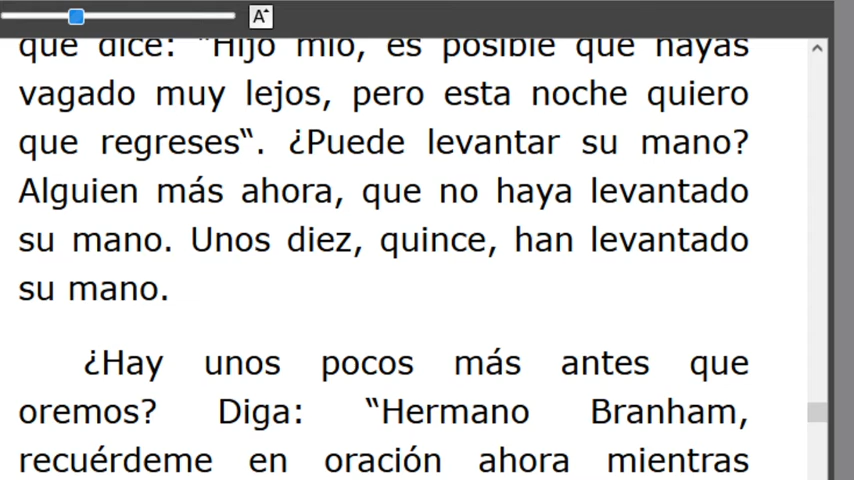 A
que dice: “Hijo mío, es posible que hayas
vagado muy lejos, pero esta noche quiero
que regreses“. ¿Puede levantar su mano?
Alguien más ahora, que no haya levantado
su mano. Unos diez, quince, han levantado
su mano.
¿Hay unos pocos más antes que
oremos? Diga: “Hermano Branham,
recuérdeme en oración ahora mientras